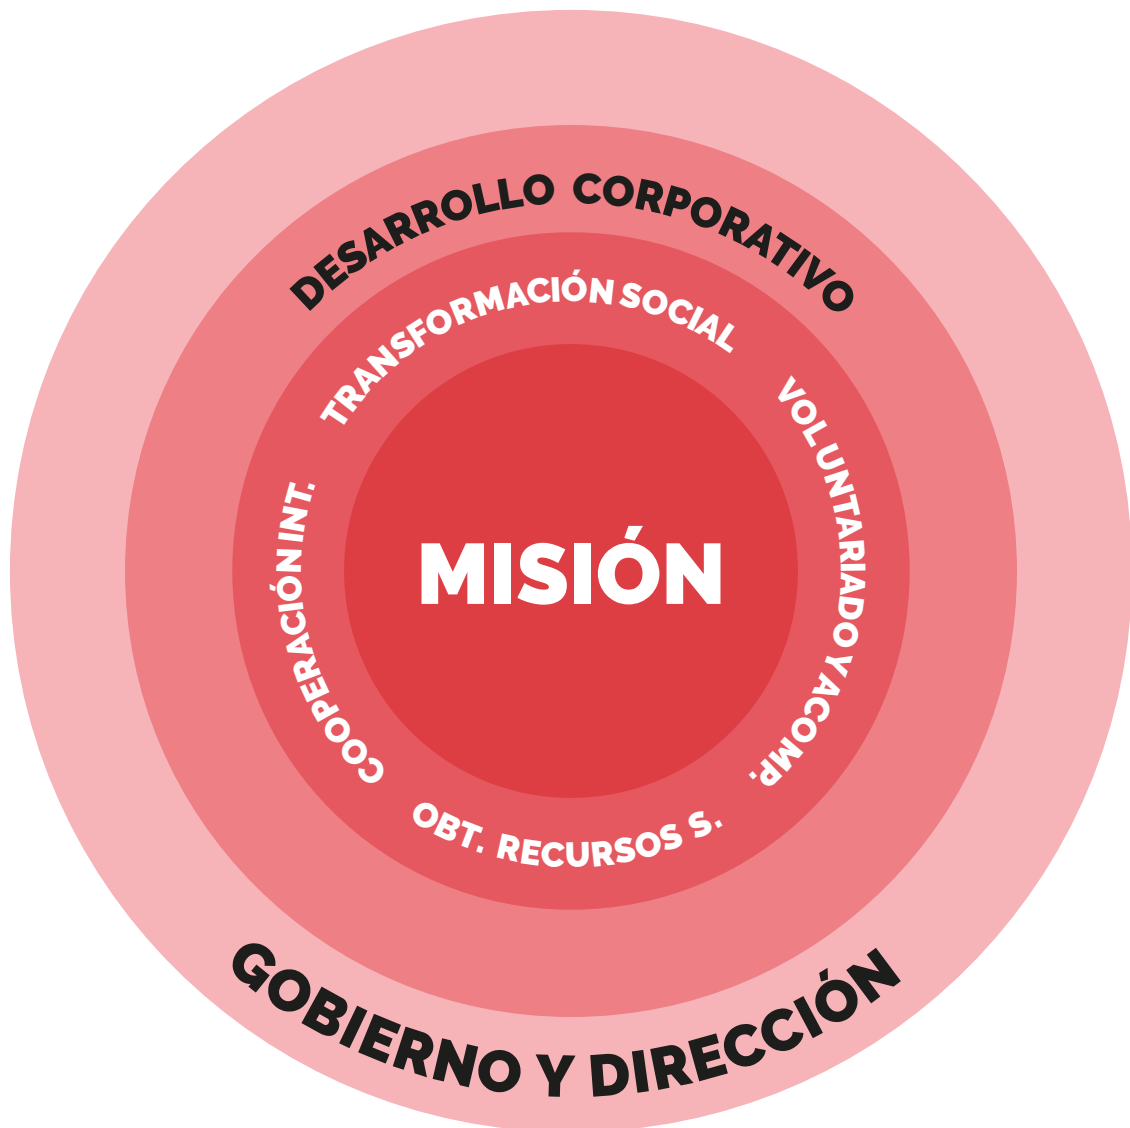 DESARROLLO CORPORATIVO
TRANSFORMACIÓN SOCIAL
VOLUNTARIADO Y ACOMP.
COOPERACIÓN INT.
MISIÓN
OBT. RECURSOS S.
GOBIERNO Y DIRECCIÓN